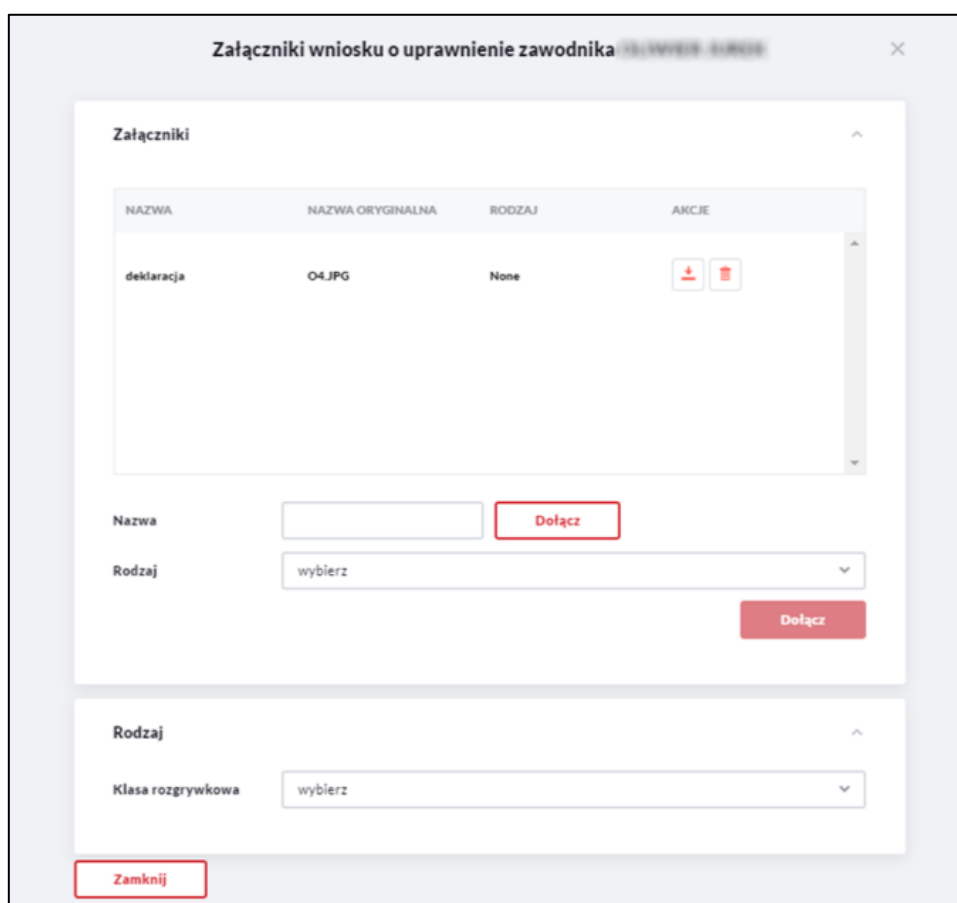 Załączniki wniosku o uprawnienie zawodnika
Załączniki
NAZWA NAZWA ORYGINALNA RODZAJ AKCJE
deklaracja O4.JPG None
Nazwa Dołącz
Rodzaj wybierz
Dołącz
Rodzaj
Klasa rozgrywkowa wybierz
Zamknij